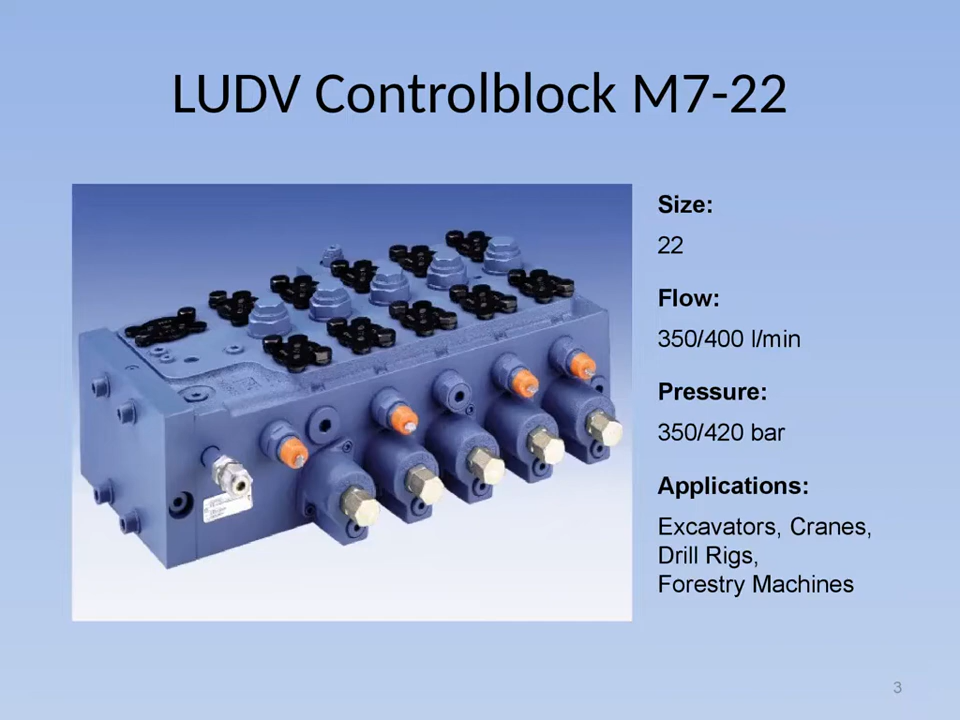 LUDV Controlblock M7-22
Size:
22
Flow:
350/400 l/min
Pressure:
350/420 bar
Applications:
Excavators, Cranes,
Drill Rigs,
Forestry Machines
3